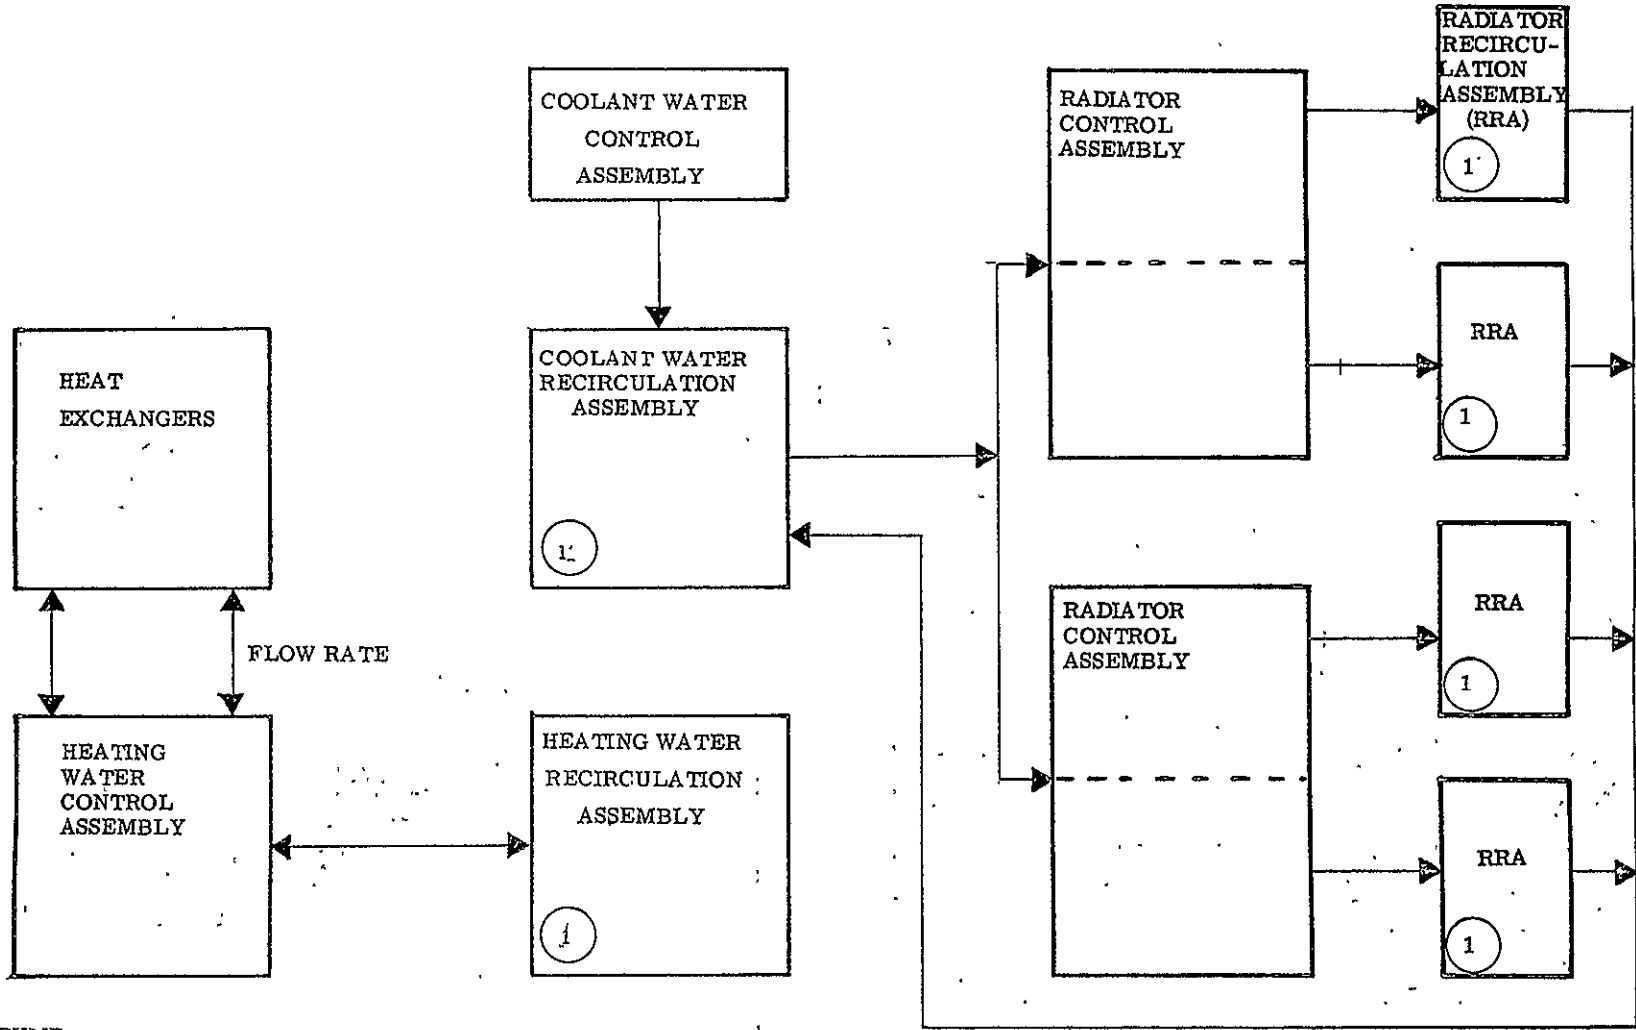 COOLANT WATER
CONTROL
ASSEMBLY
RADIATOR
CONTROL
ASSEMBLY
RADIATOR
RECIRCU-
LATION
ASSEMBLY
(RRA)
1
HEAT
EXCHANGERS
COOLANT WATER
RECIRCULATION
ASSEMBLY
1
RRA
1
FLOW RATE
RADIATOR
CONTROL
ASSEMBLY
RRA
1
HEATING
WATER
CONTROL
ASSEMBLY
HEATING WATER
RECIRCULATION
ASSEMBLY
1
RRA
1